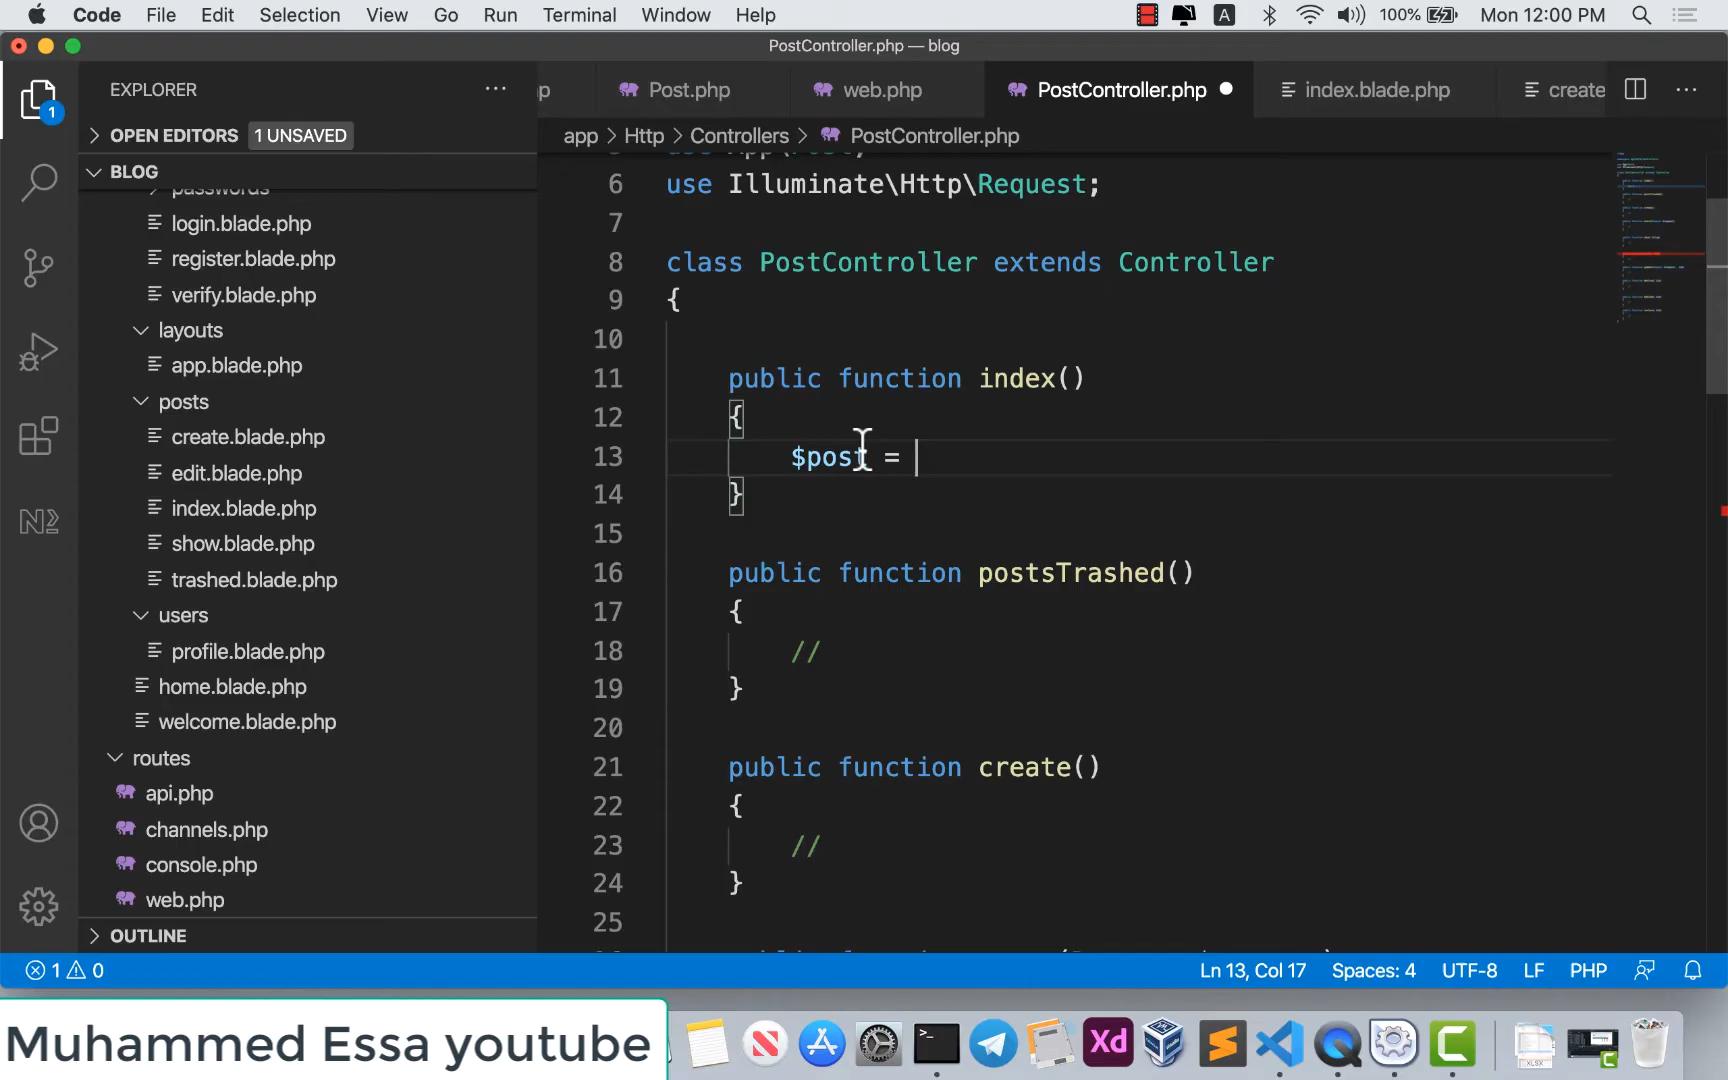 Code File Edit Selection View Go Run Terminal Window Help A 100% Mon 12:00 PM
PostController.php — blog
EXPLORER
Post.php
web.php
PostController.php
index.blade.php
create
OPEN EDITORS 1 UNSAVED
app > Http > Controllers > PostController.php
BLOG
passwords
login.blade.php
register.blade.php
verify.blade.php
layouts
app.blade.php
posts
create.blade.php
edit.blade.php
index.blade.php
show.blade.php
trashed.blade.php
users
profile.blade.php
home.blade.php
welcome.blade.php
routes
api.php
channels.php
console.php
web.php
OUTLINE
6 use Illuminate\Http\Request;
7
8 class PostController extends Controller
9 {
10
11 public function index()
12 {
13 $post =
14 }
15
16 public function postsTrashed()
17 {
18 //
19 }
20
21 public function create()
22 {
23 //
24 }
25
1 0 Ln 13, Col 17 Spaces: 4 UTF-8 LF PHP
Muhammed Essa youtube
Xd
XLSX